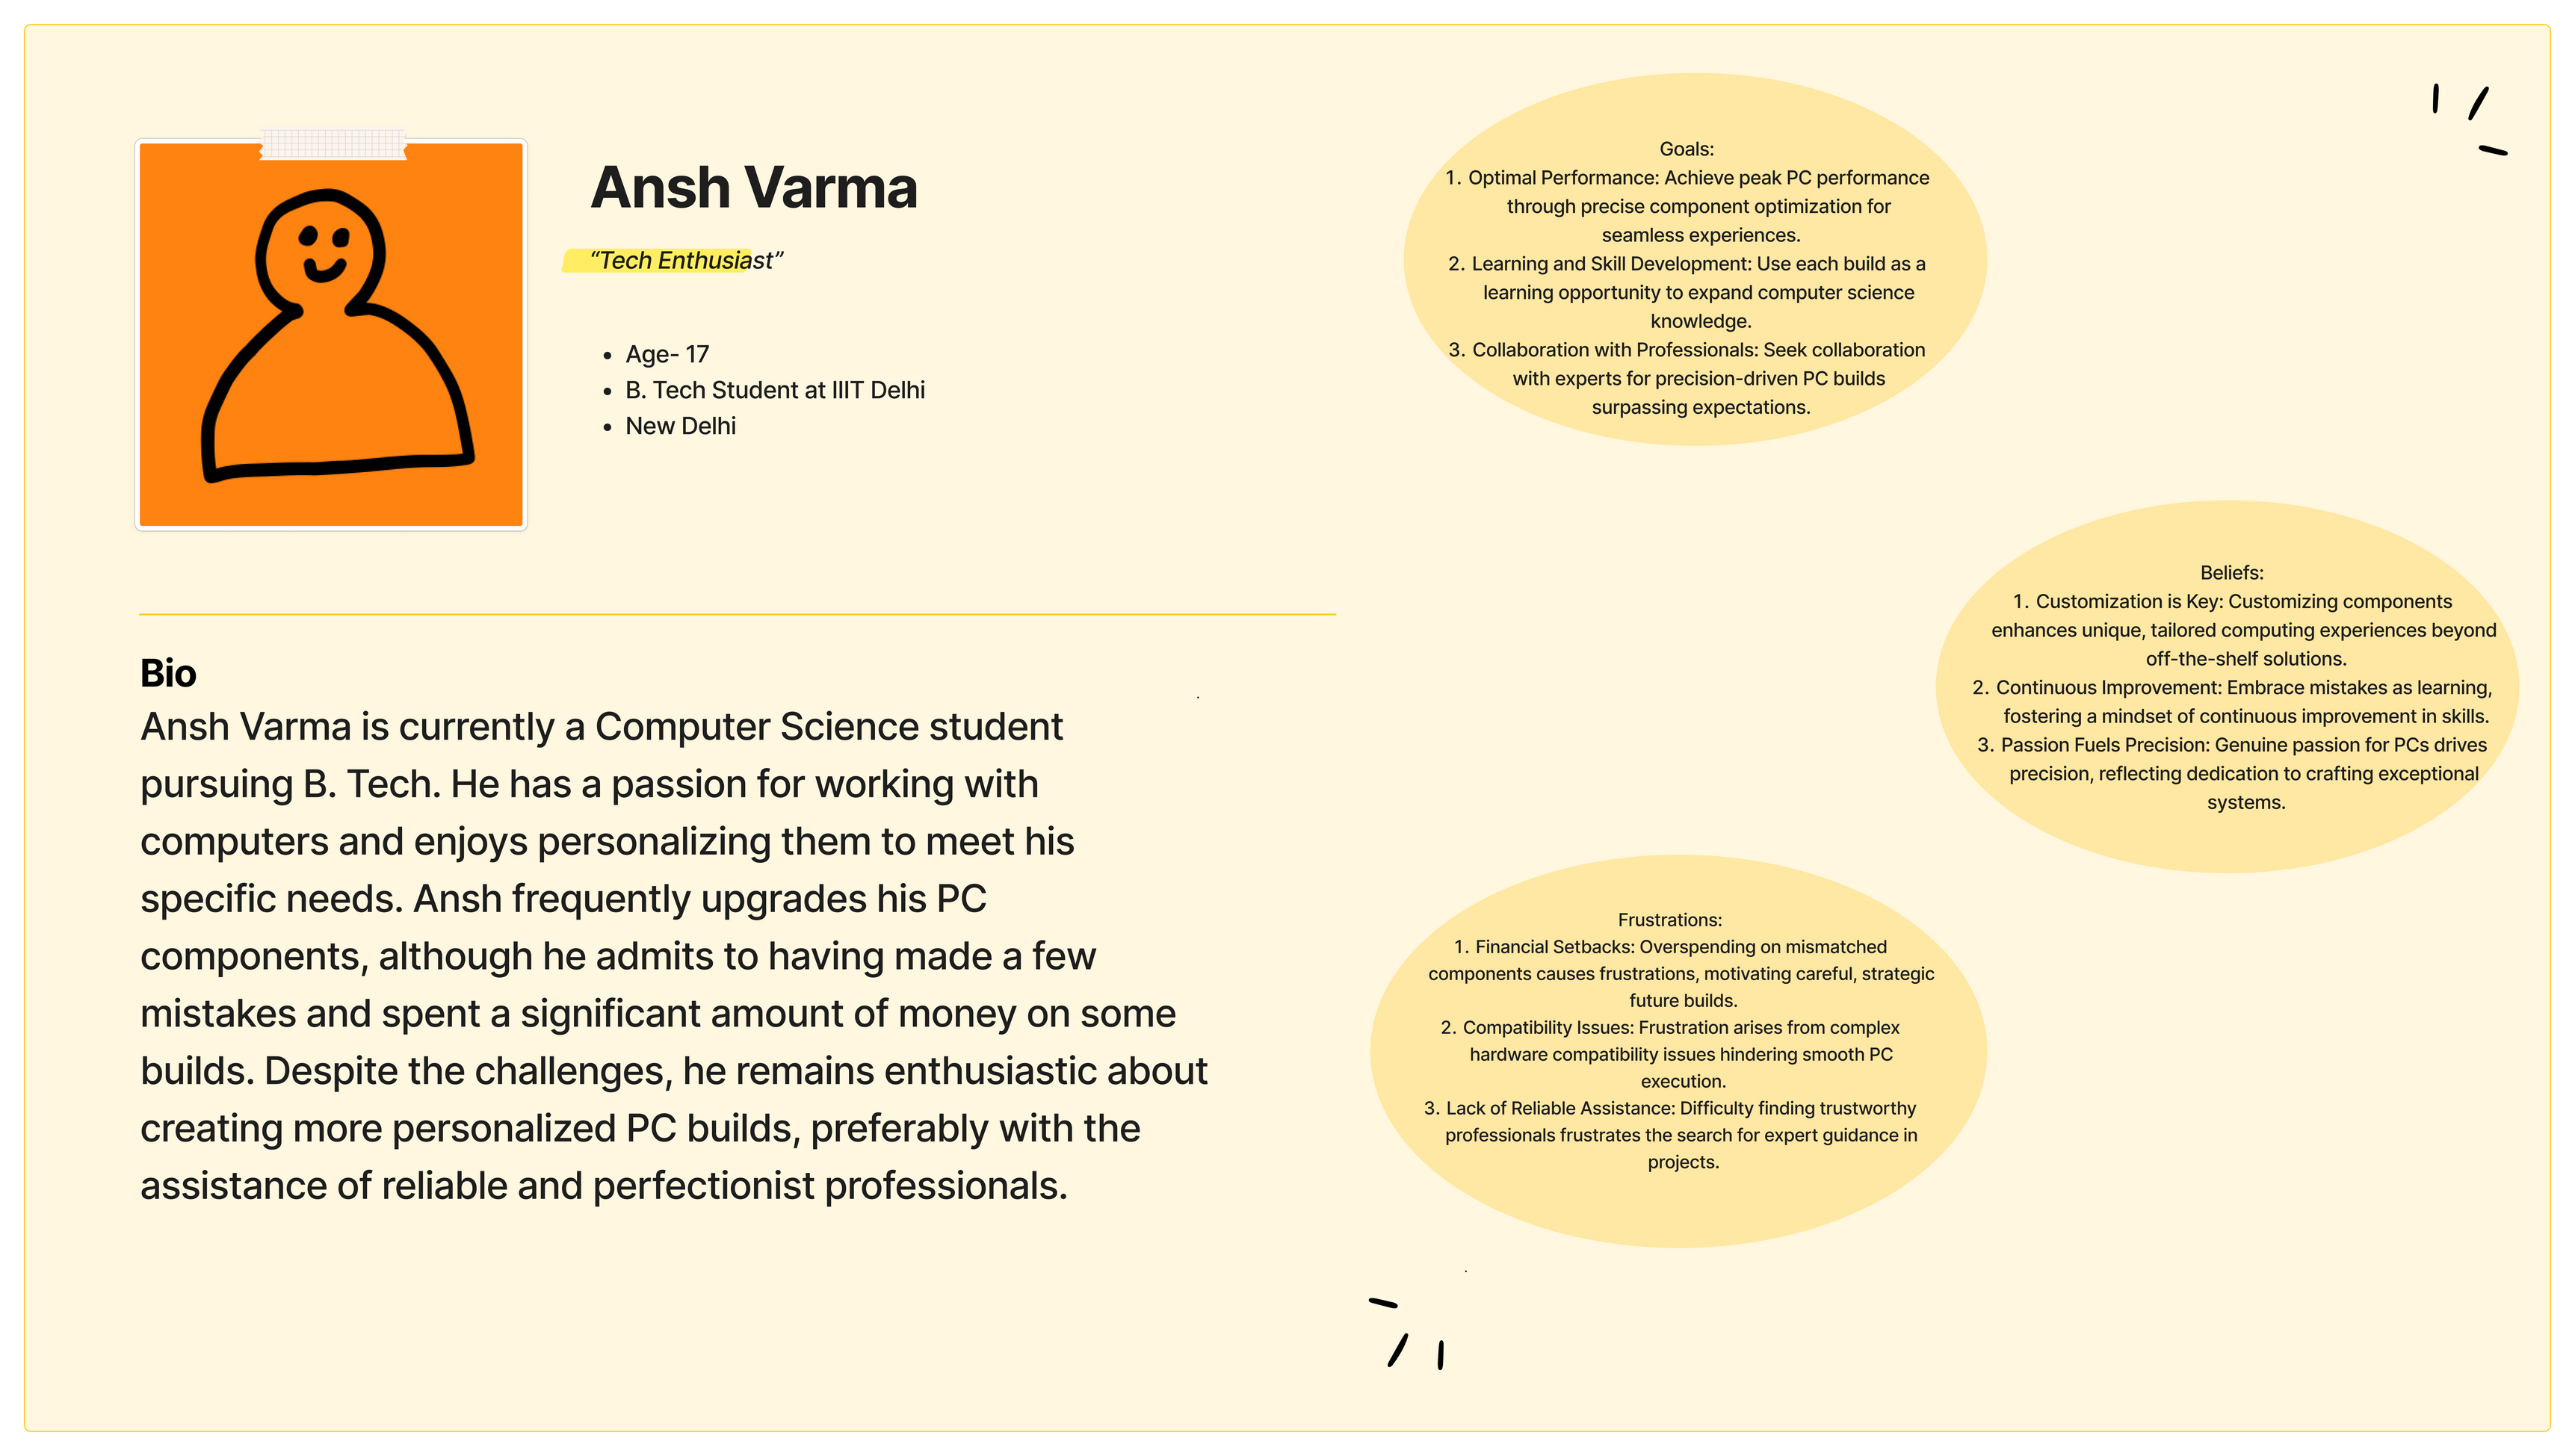 Ansh Varma
“Tech Enthusiast”
• Age- 17
• B. Tech Student at IIIT Delhi
• New Delhi
Bio
Ansh Varma is currently a Computer Science student
pursuing B. Tech. He has a passion for working with
computers and enjoys personalizing them to meet his
specific needs. Ansh frequently upgrades his PC
components, although he admits to having made a few
mistakes and spent a significant amount of money on some
builds. Despite the challenges, he remains enthusiastic about
creating more personalized PC builds, preferably with the
assistance of reliable and perfectionist professionals.
Goals:
1. Optimal Performance: Achieve peak PC performance
through precise component optimization for
seamless experiences.
2. Learning and Skill Development: Use each build as a
learning opportunity to expand computer science
knowledge.
3. Collaboration with Professionals: Seek collaboration
with experts for precision-driven PC builds
surpassing expectations.
Beliefs:
1. Customization is Key: Customizing components
enhances unique, tailored computing experiences beyond
off-the-shelf solutions.
2. Continuous Improvement: Embrace mistakes as learning,
fostering a mindset of continuous improvement in skills.
3. Passion Fuels Precision: Genuine passion for PCs drives
precision, reflecting dedication to crafting exceptional
systems.
Frustrations:
1. Financial Setbacks: Overspending on mismatched
components causes frustrations, motivating careful, strategic
future builds.
2. Compatibility Issues: Frustration arises from complex
hardware compatibility issues hindering smooth PC
execution.
3. Lack of Reliable Assistance: Difficulty finding trustworthy
professionals frustrates the search for expert guidance in
projects.